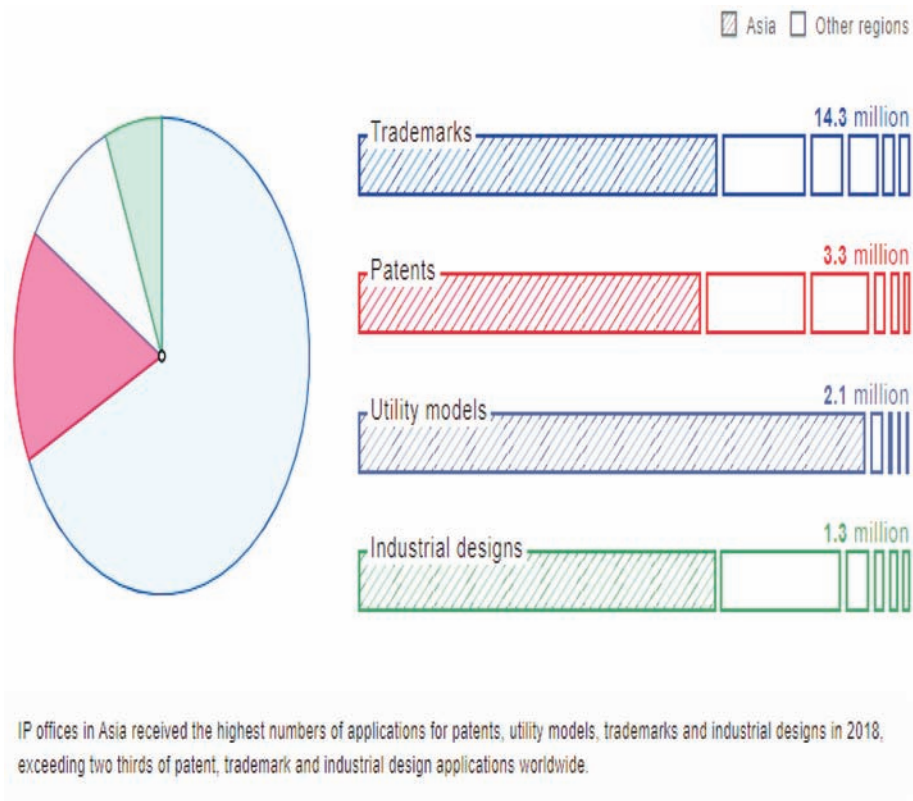 Asia Other regions
14.3 million
Trademarks
3.3 million
Patents
2.1 million
Utility models
1.3 million
Industrial designs
IP offices in Asia received the highest numbers of applications for patents, utility models, trademarks and industrial designs in 2018,
exceeding two thirds of patent, trademark and industrial design applications worldwide.